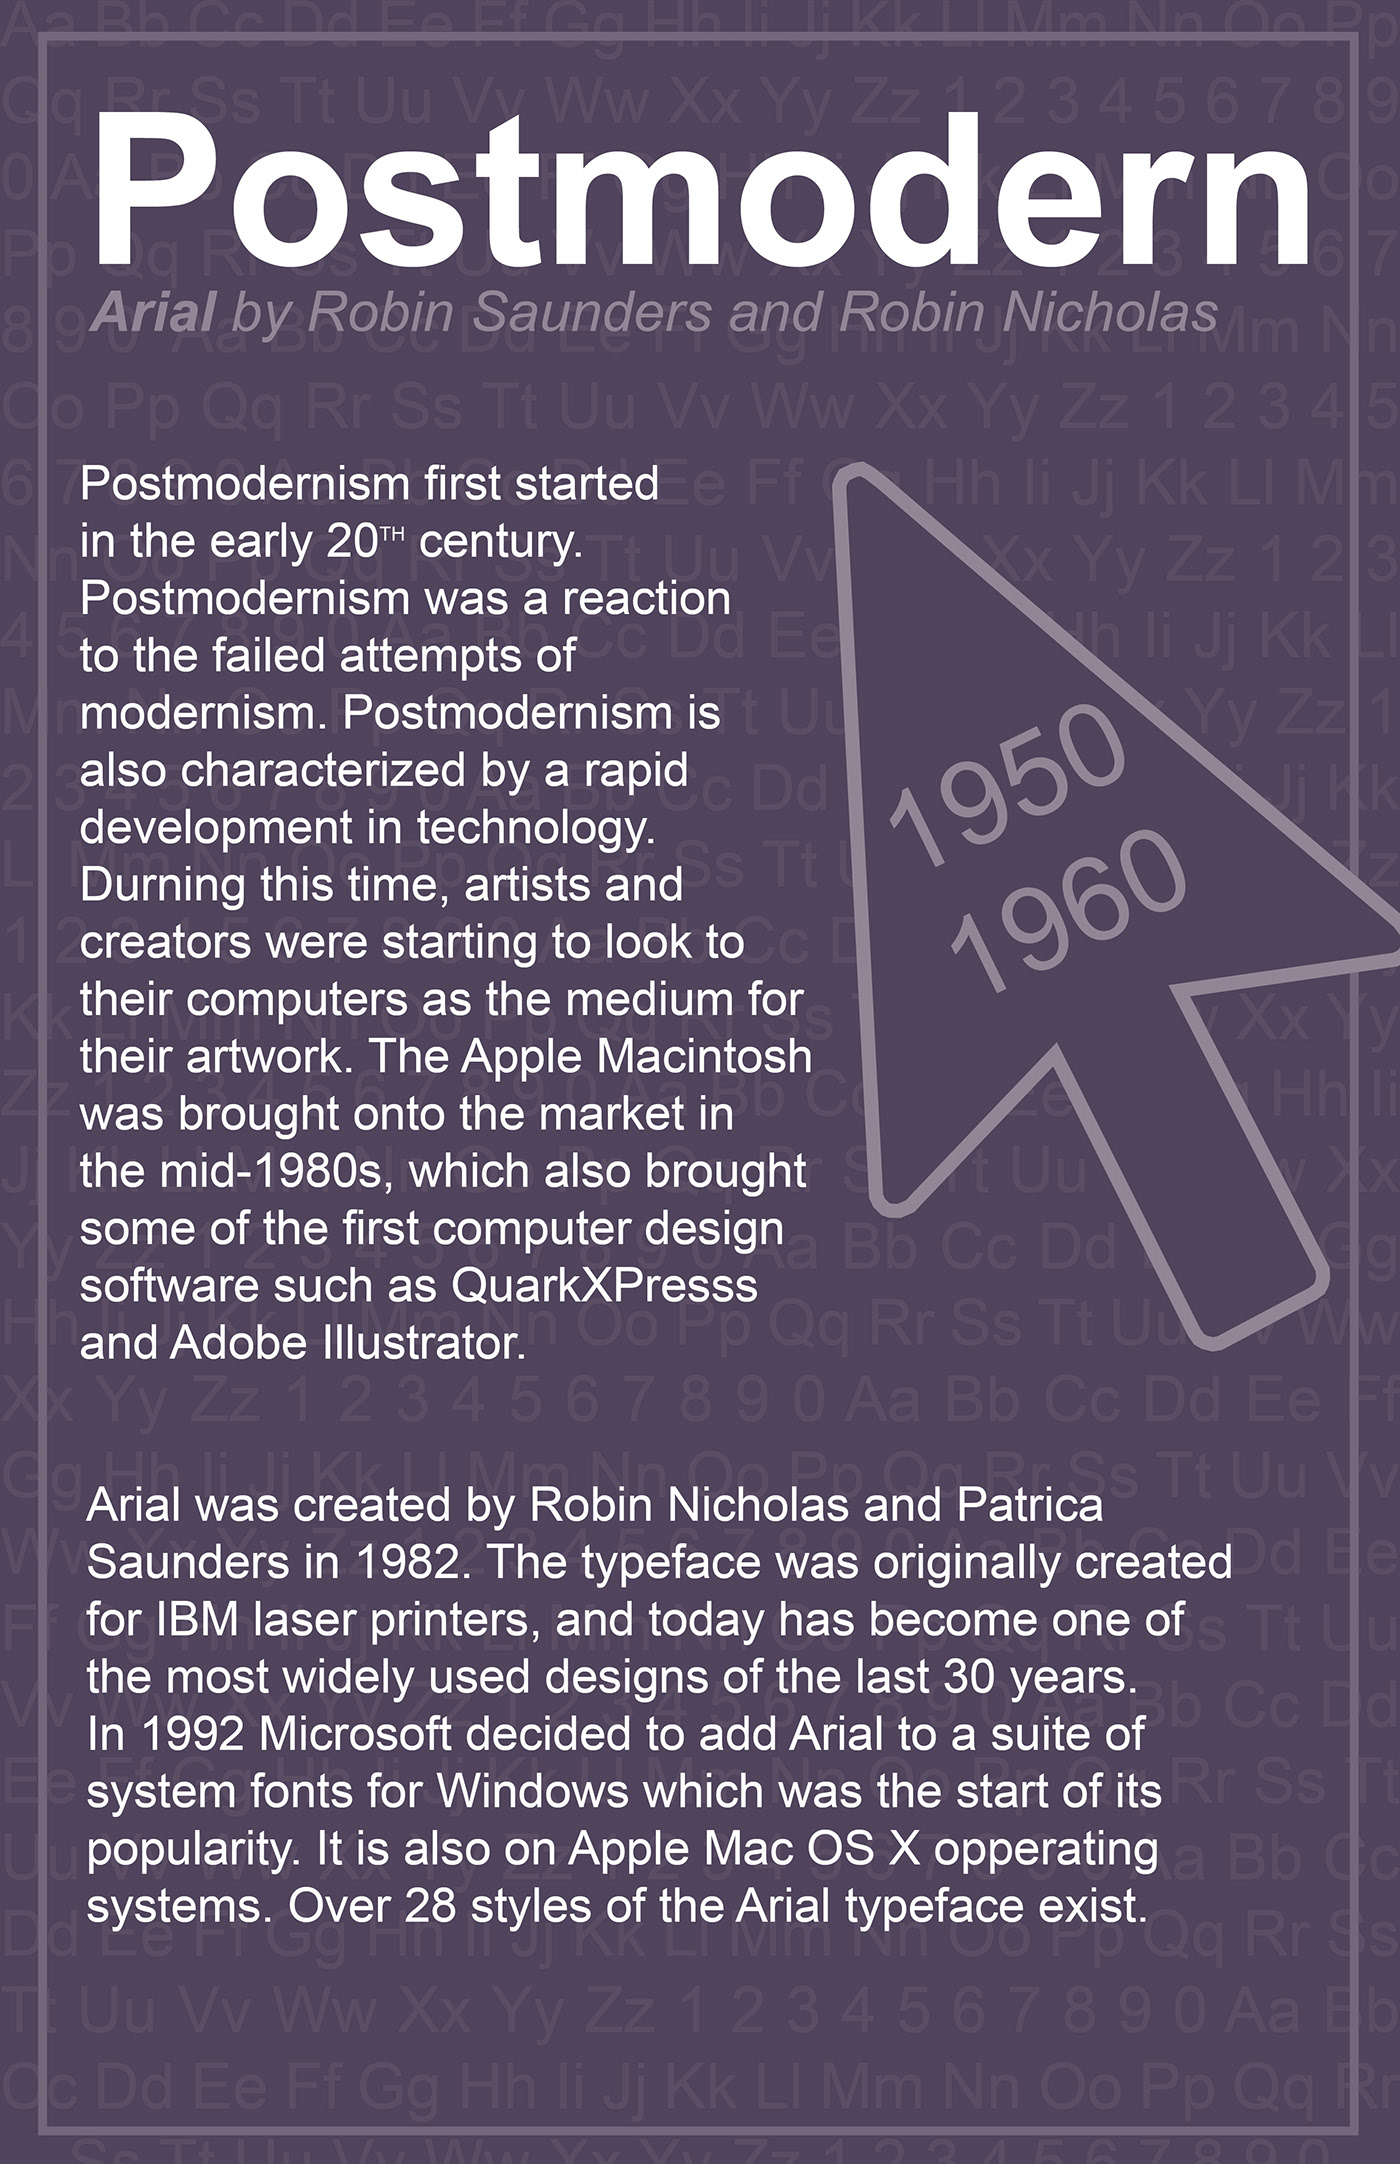 Postmodern
Arial by Robin Saunders and Robin Nicholas
Postmodernism first started
in the early 20TH century.
Postmodernism was a reaction
to the failed attempts of
modernism. Postmodernism is
also characterized by a rapid
development in technology.
Durning this time, artists and
creators were starting to look to
their computers as the medium for
their artwork. The Apple Macintosh
was brought onto the market in
the mid-1980s, which also brought
some of the first computer design
software such as QuarkXPresss
and Adobe Illustrator.
1950
1960
Arial was created by Robin Nicholas and Patrica
Saunders in 1982. The typeface was originally created
for IBM laser printers, and today has become one of
the most widely used designs of the last 30 years.
In 1992 Microsoft decided to add Arial to a suite of
system fonts for Windows which was the start of its
popularity. It is also on Apple Mac OS X opperating
systems. Over 28 styles of the Arial typeface exist.